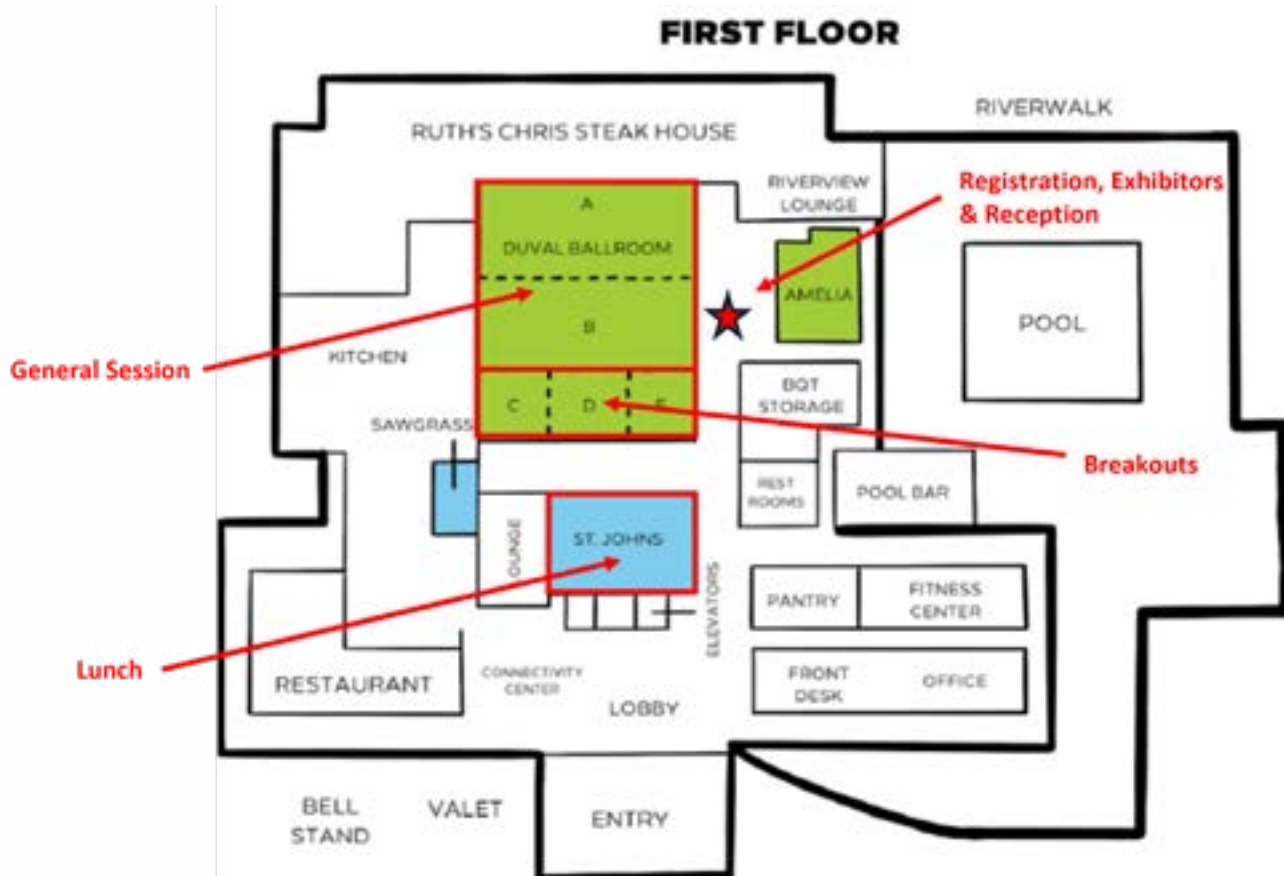 FIRST FLOOR
RIVERWALK
RUTH'S CHRIS STEAK HOUSE
RIVERVIEW
LOUNGE
Registration, Exhibitors
& Reception
A
DUVAL BALLROOM
AMELIA
B
POOL
General Session
KITCHEN
BQT
STORAGE
C
D
E
SAWGRASS
Breakouts
REST
ROOMS
POOL BAR
OUNGE
ST. JOHNS
ELEVATORS
PANTRY
FITNESS
CENTER
Lunch
RESTAURANT
CONNECTIVITY
CENTER
LOBBY
FRONT
DESK
OFFICE
BELL
STAND
VALET
ENTRY